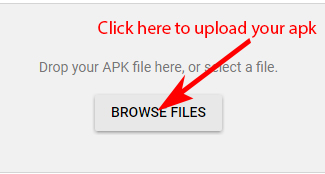 Click here to upload your apk
Drop your APK file here, or select a file.
BROWSE FILES